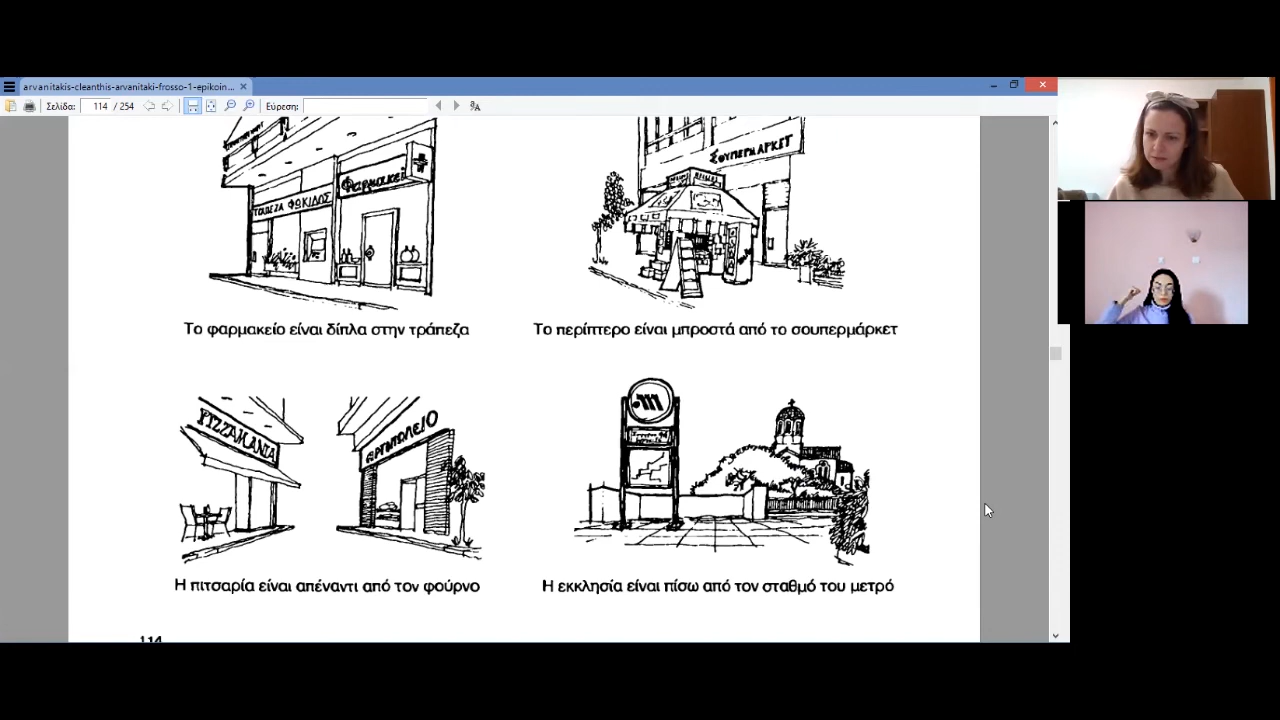 arvanitakis-cleanthis-arvanitaki-frosso-1-epikoin...
Σελίδα: 114 / 254 Εύρεση:
ΣΟΥΠΕΡΜΑΡΚΕΤ
ΤΡΑΠΕΖΑ ΦΩΚΙΔΟΣ
Φαρμακεί
Το φαρμακείο είναι δίπλα στην τράπεζα
Το περίπτερο είναι μπροστά από το σουπερμάρκετ
PIZZAMANIA
ΑΡΤΟΠΩΛΕΙΟ
Η πιτσαρία είναι απέναντι από τον φούρνο
Η εκκλησία είναι πίσω από τον σταθμό του μετρό
114